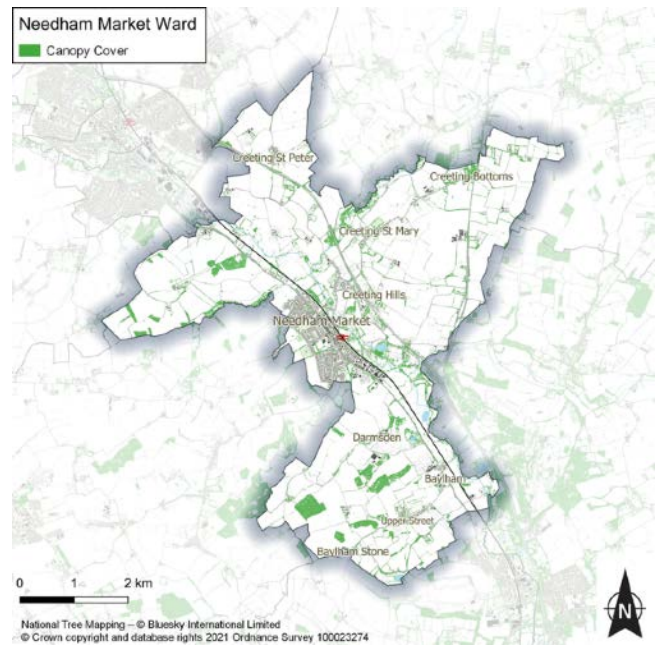 Needham Market Ward
Canopy Cover
Creeting St Peter
Creeting Bottoms
Creeting St Mary
Creeting Hills
Needham Market
Darmsden
Baylham
Upper Street
Baylham Stone
0 1 2 km
N
National Tree Mapping – © Bluesky International Limited
© Crown copyright and database rights 2021 Ordnance Survey 100023274